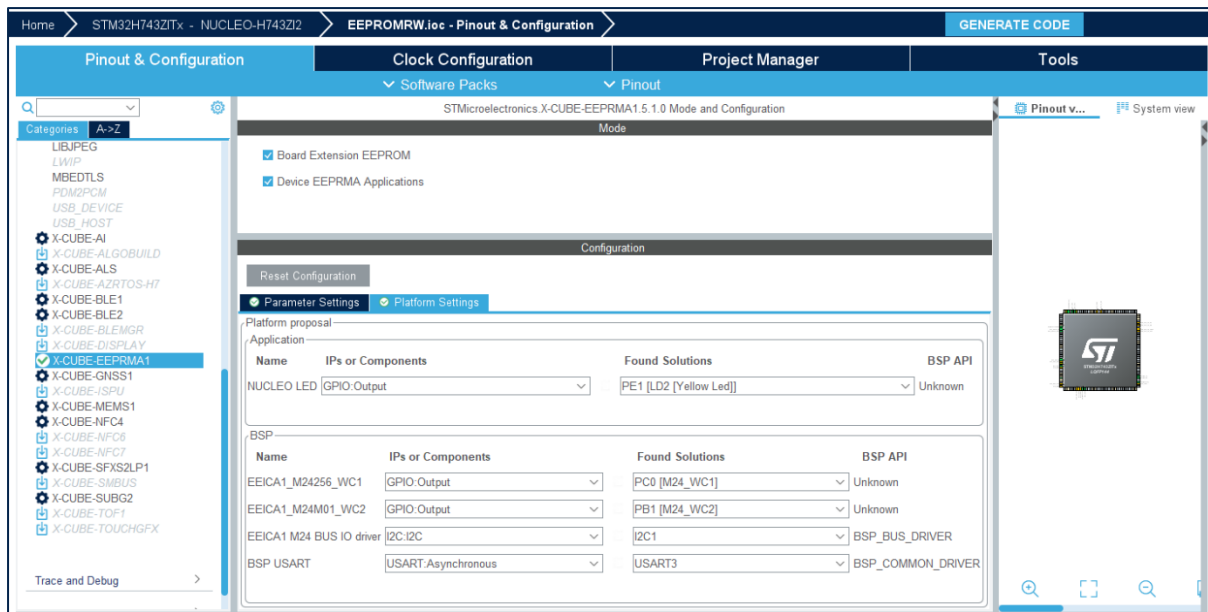 Home STM32H743ZITx - NUCLEO-H743ZI2 EEPROMRW.ioc - Pinout & Configuration GENERATE CODE
Pinout & Configuration Clock Configuration Project Manager Tools
Software Packs Pinout
STMicroelectronics.X-CUBE-EEPRMA1.5.1.0 Mode and Configuration
Pinout v... System view
Categories A->Z
Mode
LIBJPEG
LWIP
MBEDTLS
PDM2PCM
USB_DEVICE
USB_HOST
X-CUBE-AI
X-CUBE-ALGOBUILD
X-CUBE-ALS
X-CUBE-AZRTOS-H7
X-CUBE-BLE1
X-CUBE-BLE2
X-CUBE-BLEMGR
X-CUBE-DISPLAY
X-CUBE-EEPRMA1
X-CUBE-GNSS1
X-CUBE-ISPU
X-CUBE-MEMS1
X-CUBE-NFC4
X-CUBE-NFC6
X-CUBE-NFC7
X-CUBE-SFXS2LP1
X-CUBE-SMBUS
X-CUBE-SUBG2
X-CUBE-TOF1
X-CUBE-TOUCHGFX
Trace and Debug
Board Extension EEPROM
Device EEPRMA Applications
Configuration
Reset Configuration
Parameter Settings Platform Settings
Platform proposal
Application
Name IPs or Components Found Solutions BSP API
NUCLEO LED GPIO:Output PE1 [LD2 [Yellow Led]] Unknown
BSP
Name IPs or Components Found Solutions BSP API
EEICA1_M24256_WC1 GPIO:Output PC0 [M24_WC1] Unknown
EEICA1_M24M01_WC2 GPIO:Output PB1 [M24_WC2] Unknown
EEICA1 M24 BUS IO driver I2C:I2C I2C1 BSP_BUS_DRIVER
BSP USART USART:Asynchronous USART3 BSP_COMMON_DRIVER
ST